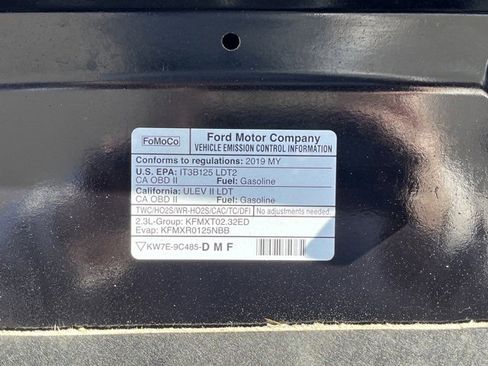 FoMoCo
Ford Motor Company
VEHICLE EMISSION CONTROL INFORMATION
Conforms to regulations: 2019 MY
U.S. EPA: IT3B125 LDT2
CA OBD II Fuel: Gasoline
California: ULEV II LDT
CA OBD II Fuel: Gasoline
TWC/HO2S/WR-HO2S/CAC/TC/DFI No adjustments needed.
2.3L-Group: KFMXT02.32ED
Evap: KFMXR0125NBB
KW7E-9C485-D M F